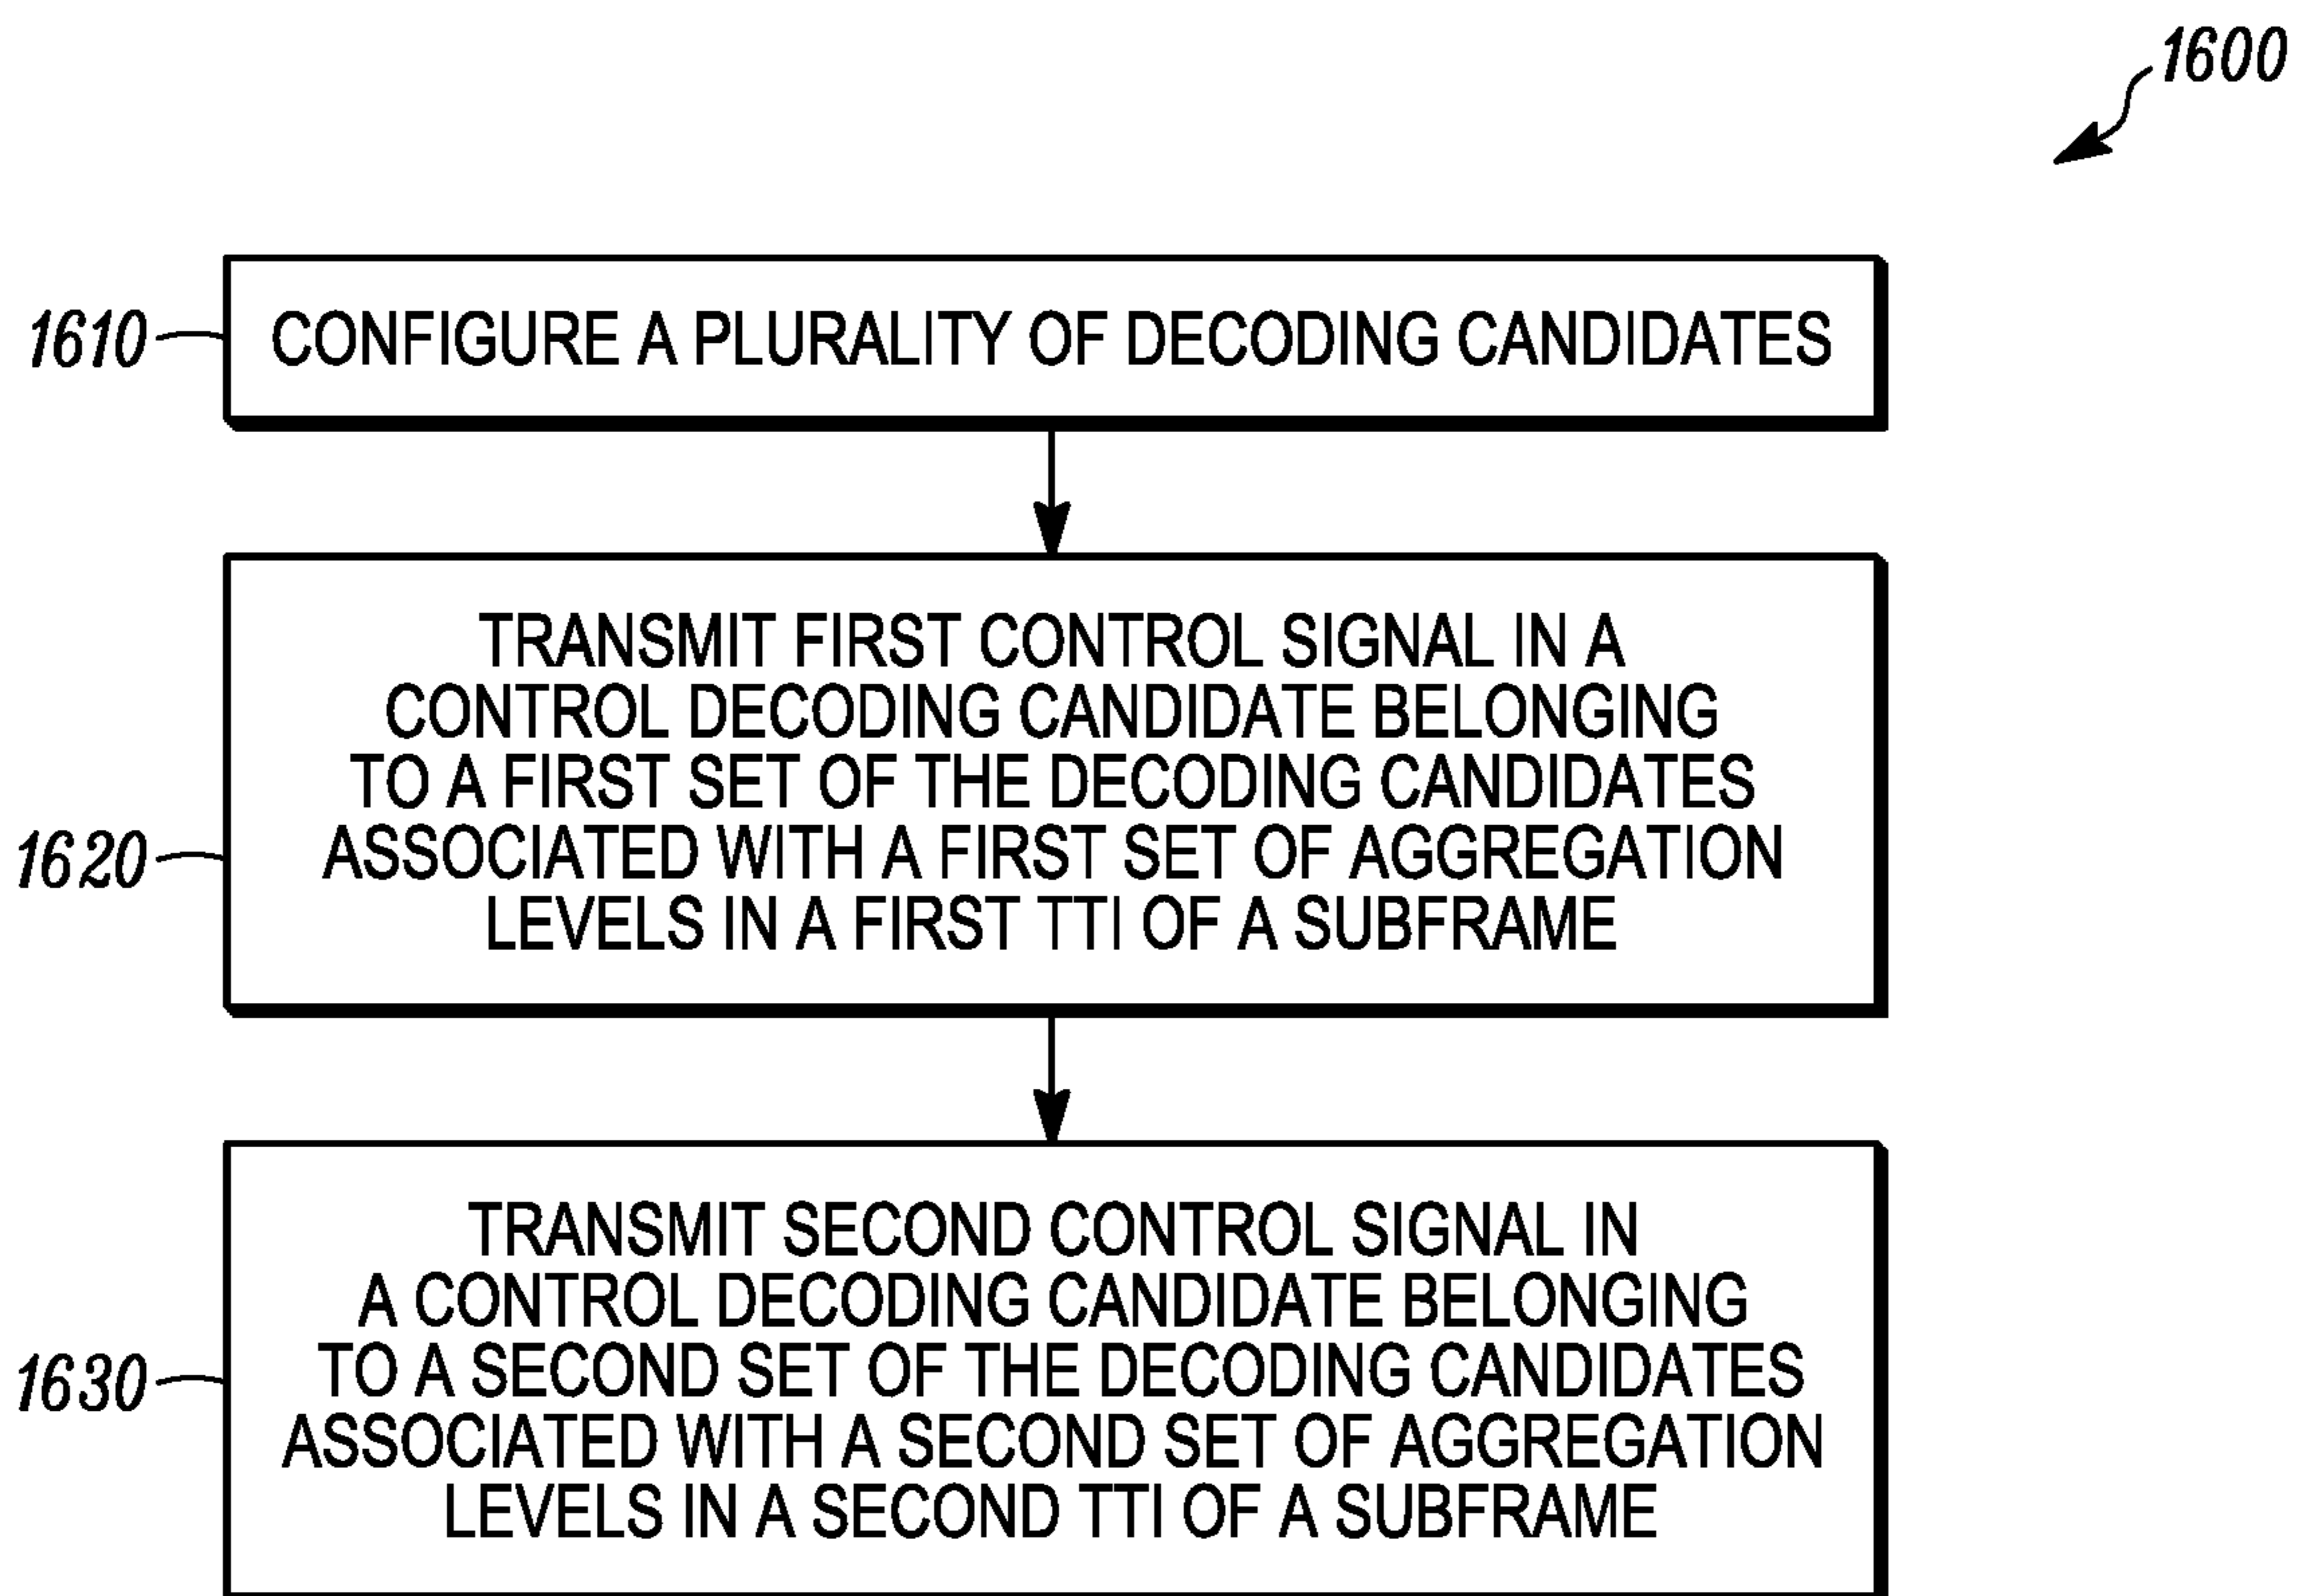 1600
1610
CONFIGURE A PLURALITY OF DECODING CANDIDATES
TRANSMIT FIRST CONTROL SIGNAL IN A
CONTROL DECODING CANDIDATE BELONGING
TO A FIRST SET OF THE DECODING CANDIDATES
1620
ASSOCIATED WITH A FIRST SET OF AGGREGATION
LEVELS IN A FIRST TTI OF A SUBFRAME
TRANSMIT SECOND CONTROL SIGNAL IN
A CONTROL DECODING CANDIDATE BELONGING
1630
TO A SECOND SET OF THE DECODING CANDIDATES
ASSOCIATED WITH A SECOND SET OF AGGREGATION
LEVELS IN A SECOND TTI OF A SUBFRAME